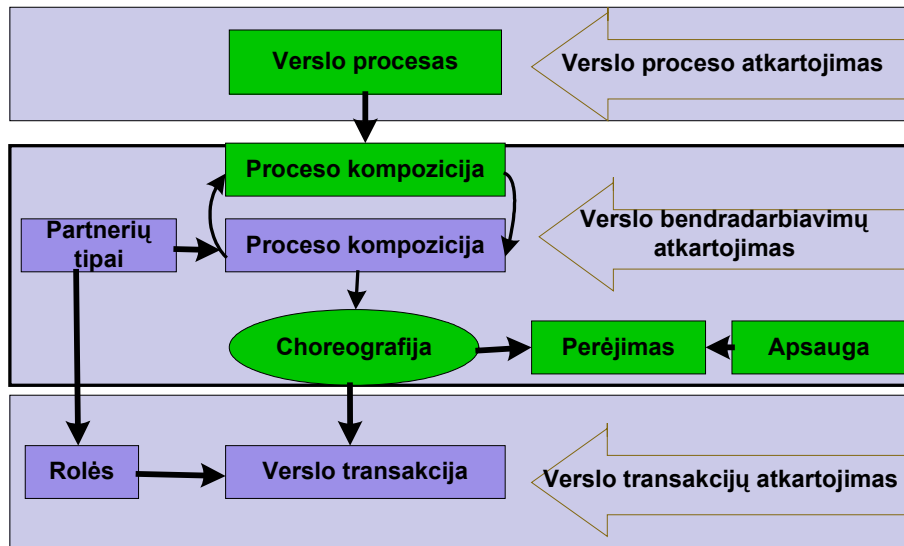 Verslo procesas
Verslo proceso atkartojimas
Proceso kompozicija
Partnerių
tipai
Proceso kompozicija
Verslo bendradarbiavimų
atkartojimas
Choreografija
Perėjimas
Apsauga
Rolės
Verslo transakcija
Verslo transakcijų atkartojimas